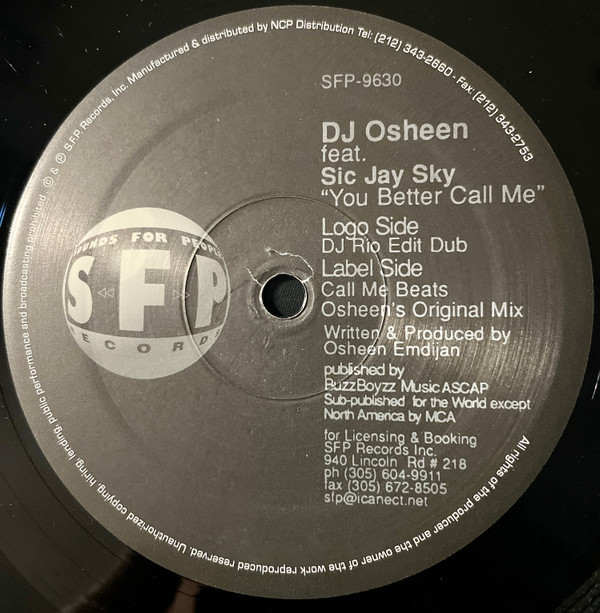 © & ℗ S.F.P. Records, Inc. Manufactured & distributed by NCP Distribution Tel: (212) 343-2660 - Fax: (212) 343-2753
SFP-9630
DJ Osheen
feat.
Sic Jay Sky
"You Better Call Me"
Logo Side
DJ Rio Edit Dub
Label Side
Call Me Beats
Osheen's Original Mix
Written & Produced by
Osheen Emdijan
published by
BuzzBoyzz Music ASCAP
Sub-published for the World except
North America by MCA
for Licensing & Booking
SFP Records Inc.
940 Lincoln Rd # 218
ph (305) 604-9911
fax (305) 672-8505
sfp@icanect.net
SOUNDS FOR PEOPLE
SFP
RECORDS
All rights of the producer and the owner of the work reproduced reserved. Unauthorized copying, hiring, lending, public performance and broadcasting prohibited.